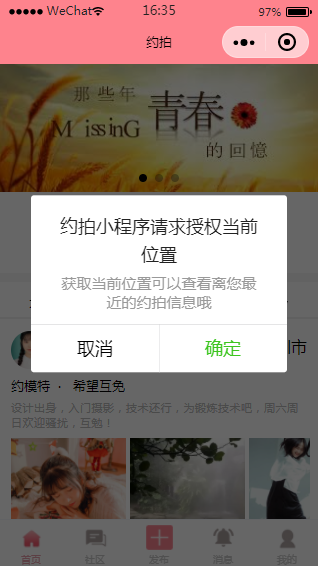 ●●●●● WeChat 16:35 97%
约拍
那些年
青春
MissinG
的回憶
约拍小程序请求授权当前
位置
获取当前位置可以查看离您最
近的约拍信息哦
取消 确定
圳市
约模特 · 希望互免
设计出身，入门摄影，技术还行，为锻炼技术吧，周六周
日欢迎骚扰，互勉！
首页 社区 发布 消息 我的